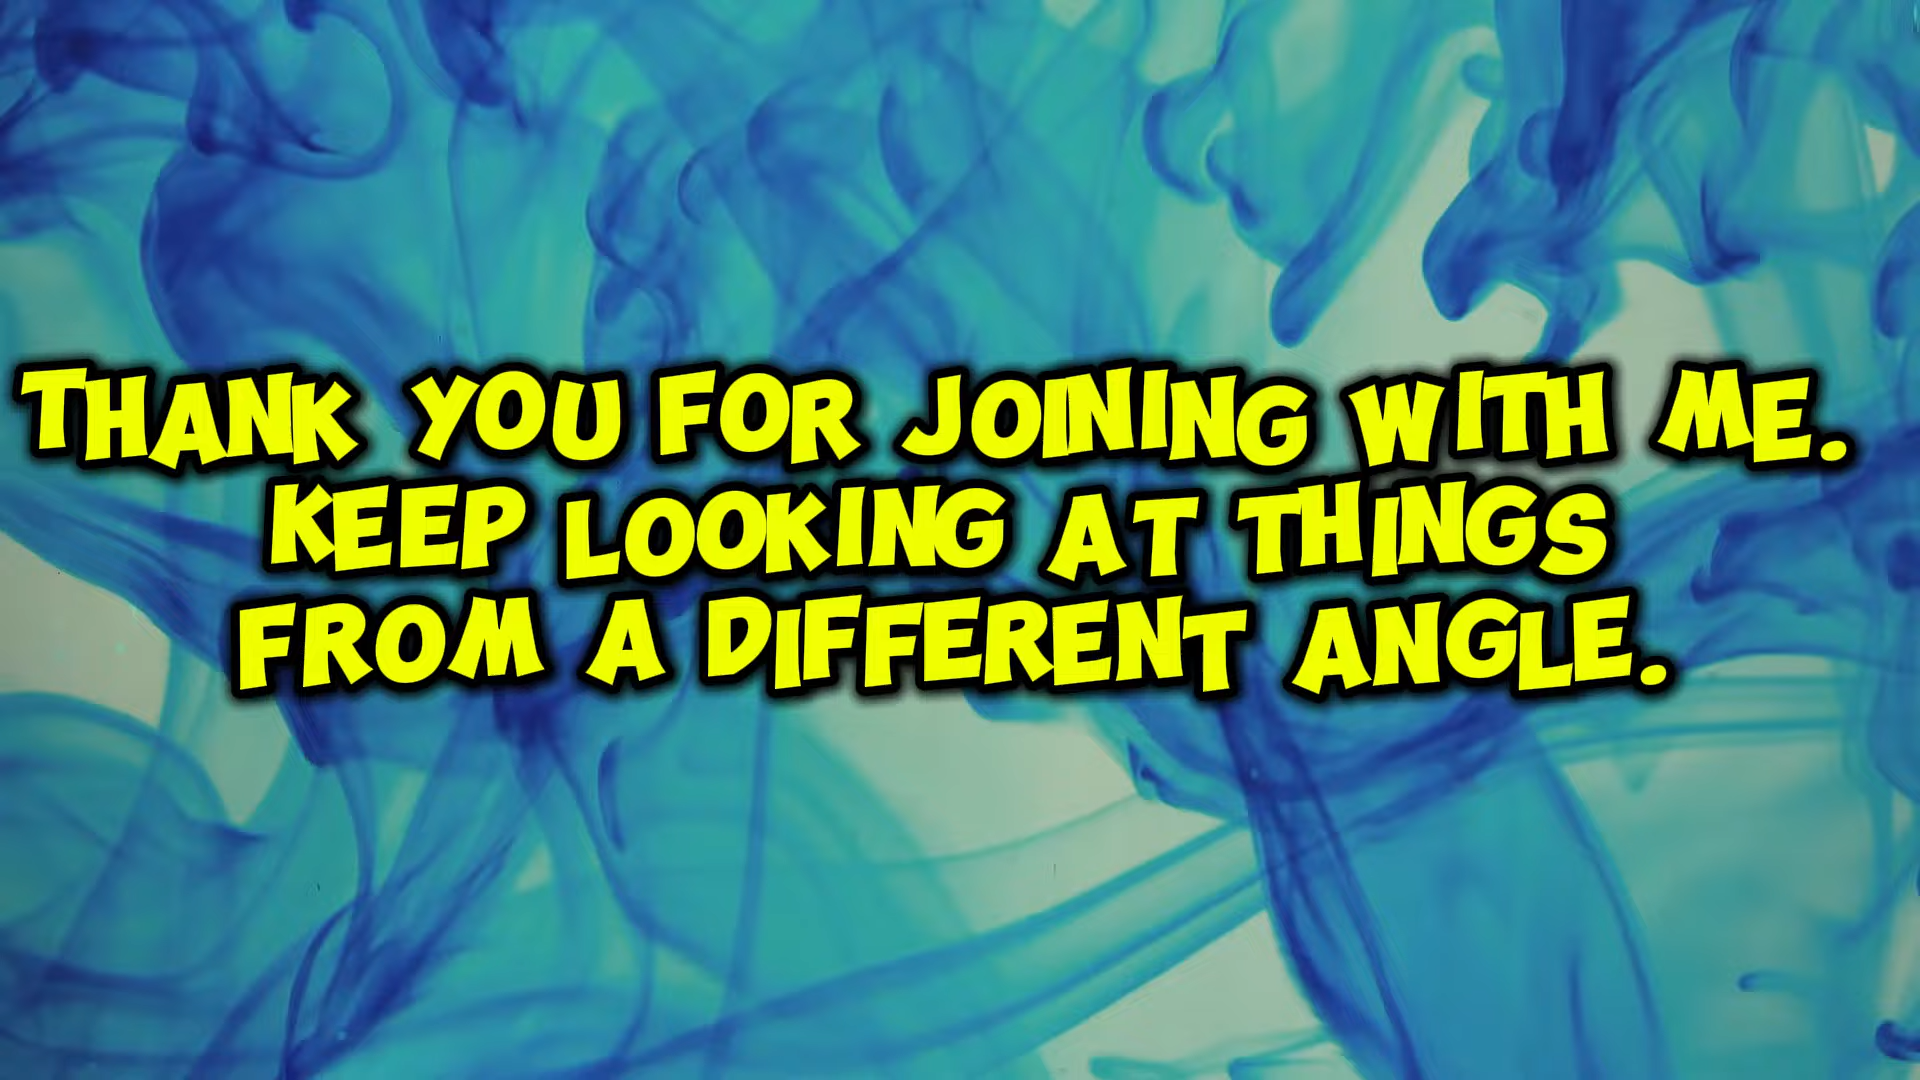 THANK YOU FOR JOINING WITH ME.
KEEP LOOKING AT THINGS
FROM A DIFFERENT ANGLE.